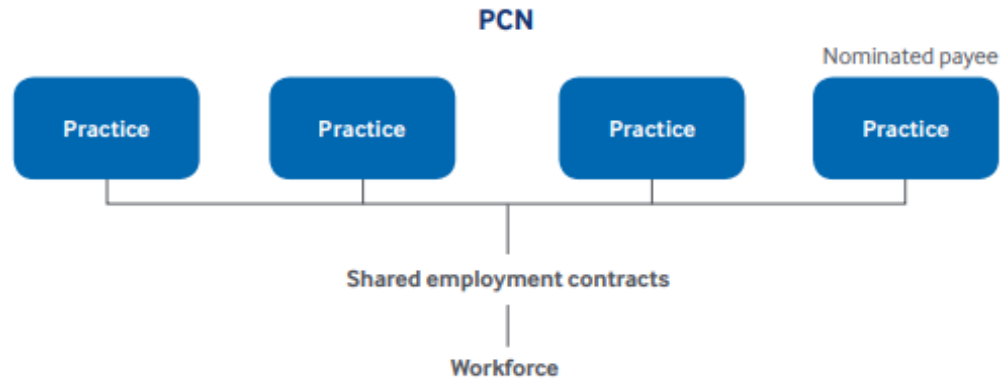 PCN
Nominated payee
Practice
Practice
Practice
Practice
Shared employment contracts
Workforce